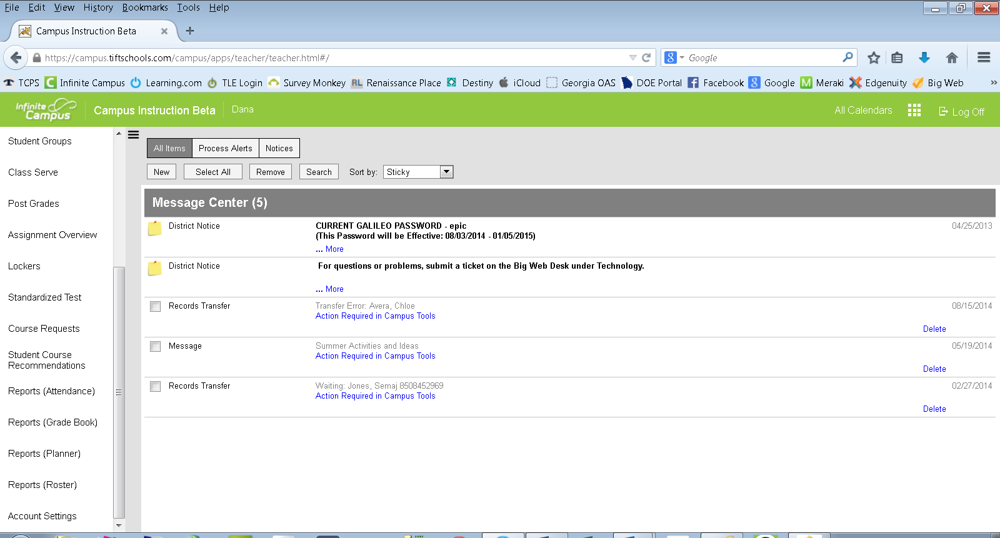 File Edit View History Bookmarks Tools Help
Campus Instruction Beta
https://campus.tiftschools.com/campus/apps/teacher/teacher.html#/
Google
TCPS Infinite Campus Learning.com TLE Login Survey Monkey RL Renaissance Place Destiny iCloud Georgia OAS DOE Portal Facebook Google Meraki Edgenuity Big Web
Infinite Campus
Campus Instruction Beta
Dana
All Calendars
Log Off
Student Groups
Class Serve
Post Grades
Assignment Overview
Lockers
Standardized Test
Course Requests
Student Course
Recommendations
Reports (Attendance)
Reports (Grade Book)
Reports (Planner)
Reports (Roster)
Account Settings
All Items Process Alerts Notices
New Select All Remove Search Sort by: Sticky
Message Center (5)
District Notice
CURRENT GALILEO PASSWORD - epic
04/25/2013
(This Password will be Effective: 08/03/2014 - 01/05/2015)
... More
District Notice
For questions or problems, submit a ticket on the Big Web Desk under Technology.
... More
Records Transfer
Transfer Error: Avera, Chloe
08/15/2014
Action Required in Campus Tools
Delete
Message
Summer Activities and Ideas
05/19/2014
Action Required in Campus Tools
Delete
Records Transfer
Waiting: Jones, Semaj 8508452969
02/27/2014
Action Required in Campus Tools
Delete